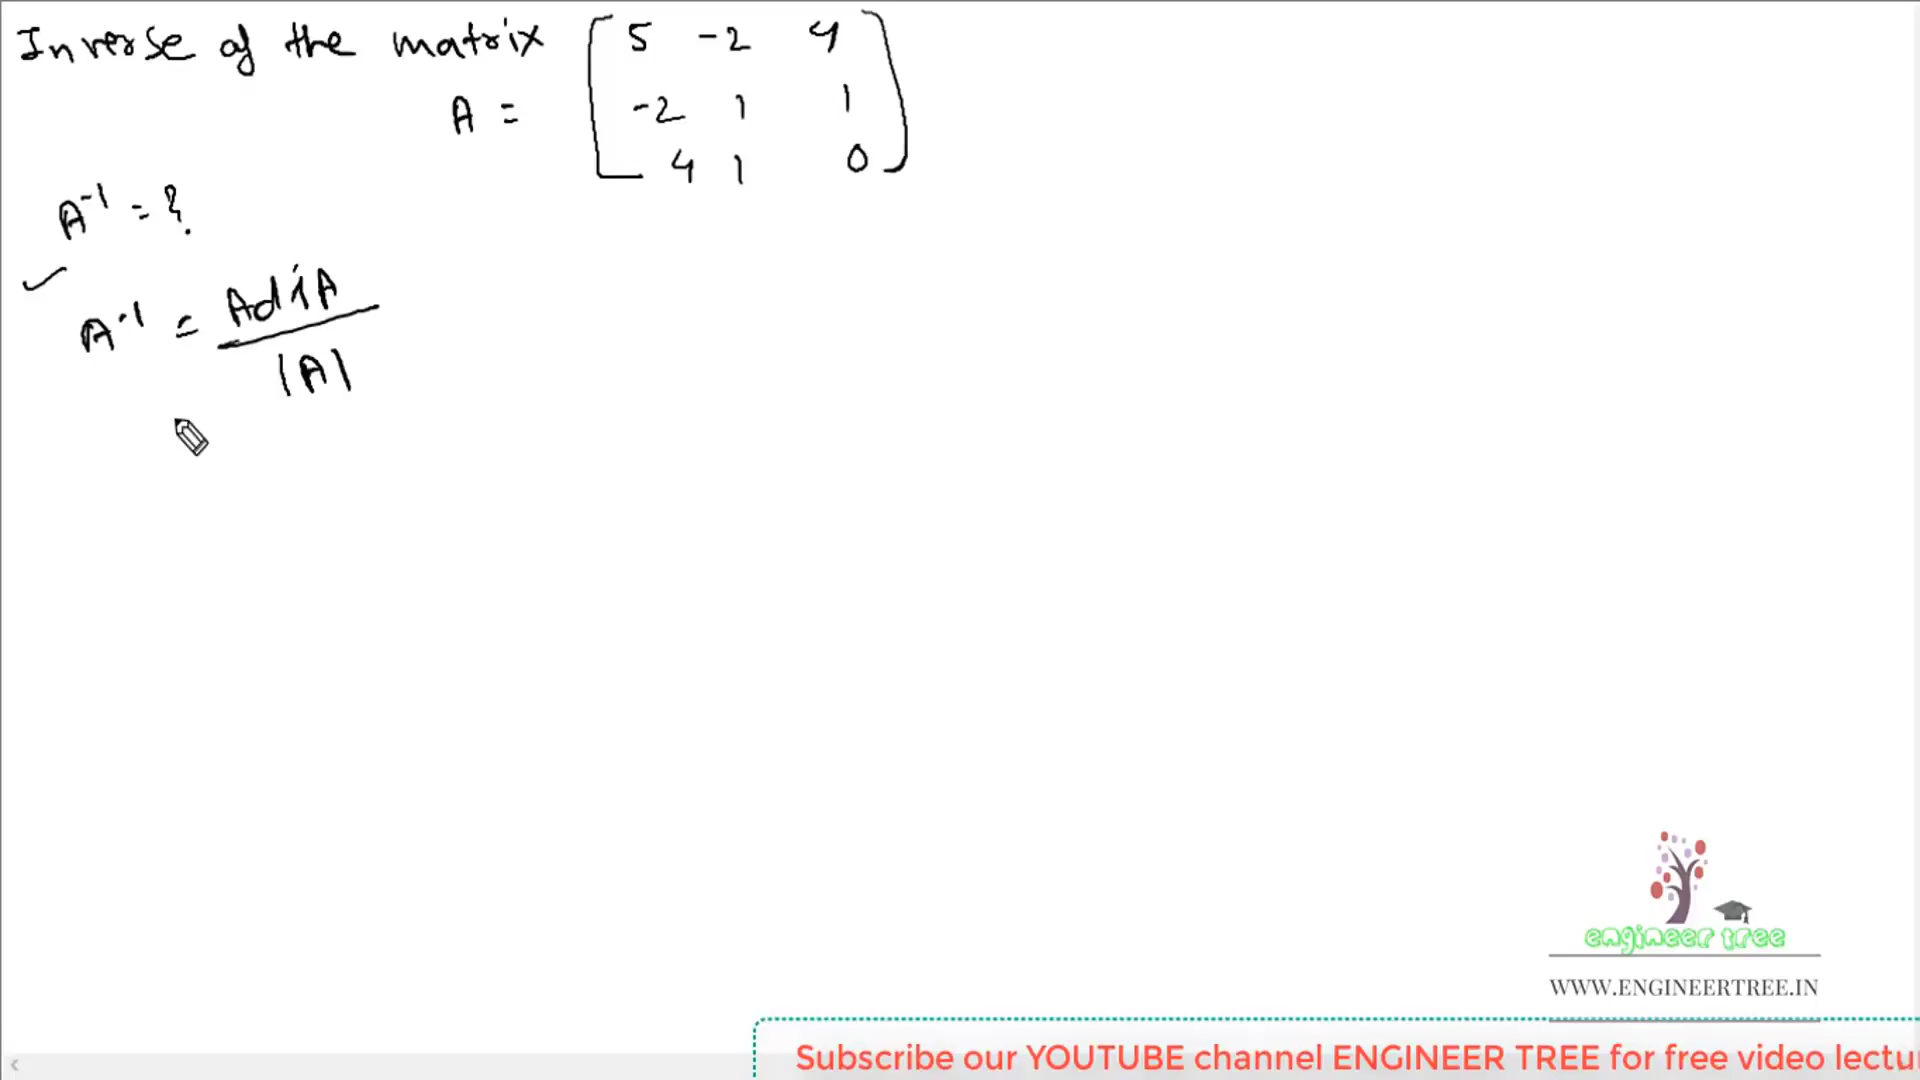 Inverse of the matrix
A = [ 5 -2 4
-2 1 1
4 1 0 ]
A⁻¹ = ?
A⁻¹ = AdjA
|A|
engineer tree
WWW.ENGINEERTREE.IN
Subscribe our YOUTUBE channel ENGINEER TREE for free video lectu